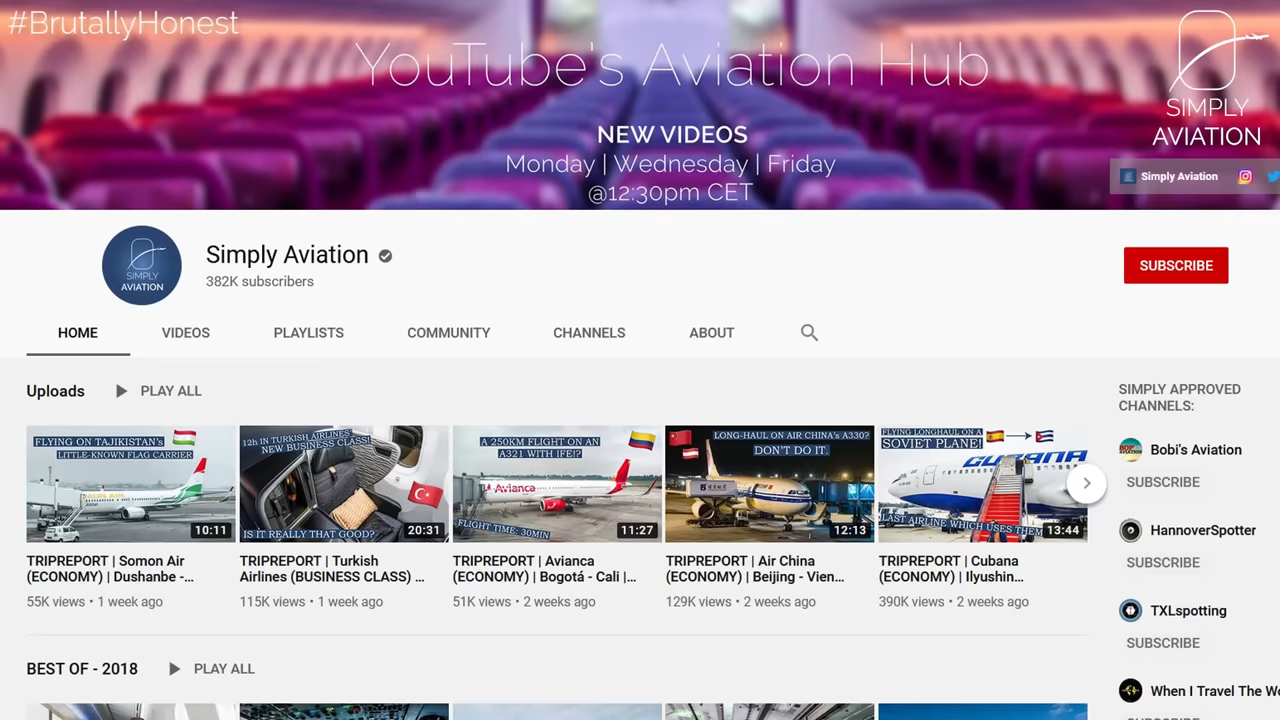 #BrutallyHonest
YouTube's Aviation Hub
NEW VIDEOS
Monday | Wednesday | Friday
@12:30pm CET
SIMPLY
AVIATION
Simply Aviation
SIMPLY
AVIATION
Simply Aviation
382K subscribers
SUBSCRIBE
HOME
VIDEOS
PLAYLISTS
COMMUNITY
CHANNELS
ABOUT
Uploads
PLAY ALL
FLYING ON TAJIKISTAN's
LITTLE-KNOWN FLAG CARRIER
10:11
TRIPREPORT | Somon Air
(ECONOMY) | Dushanbe -...
55K views • 1 week ago
12h IN TURKISH AIRLINES'
NEW BUSINESS CLASS!
IS IT REALLY THAT GOOD?
20:31
TRIPREPORT | Turkish
Airlines (BUSINESS CLASS) ...
115K views • 1 week ago
A 250KM FLIGHT ON AN
A321 WITH IFE!?
Avianca
FLIGHT TIME: 30MIN
11:27
TRIPREPORT | Avianca
(ECONOMY) | Bogotá - Cali |...
51K views • 2 weeks ago
LONG-HAUL ON AIR CHINA's A330?
DON'T DO IT.
12:13
TRIPREPORT | Air China
(ECONOMY) | Beijing - Vien...
129K views • 2 weeks ago
FLYING LONGHAUL ON A
SOVIET PLANE!
CUBANA
LAST AIRLINE WHICH USES THEM
13:44
TRIPREPORT | Cubana
(ECONOMY) | Ilyushin...
390K views • 2 weeks ago
SIMPLY APPROVED
CHANNELS:
Bobi's Aviation
SUBSCRIBE
HannoverSpotter
SUBSCRIBE
TXLspotting
SUBSCRIBE
When I Travel The
SUBSCRIBE
BEST OF - 2018
PLAY ALL